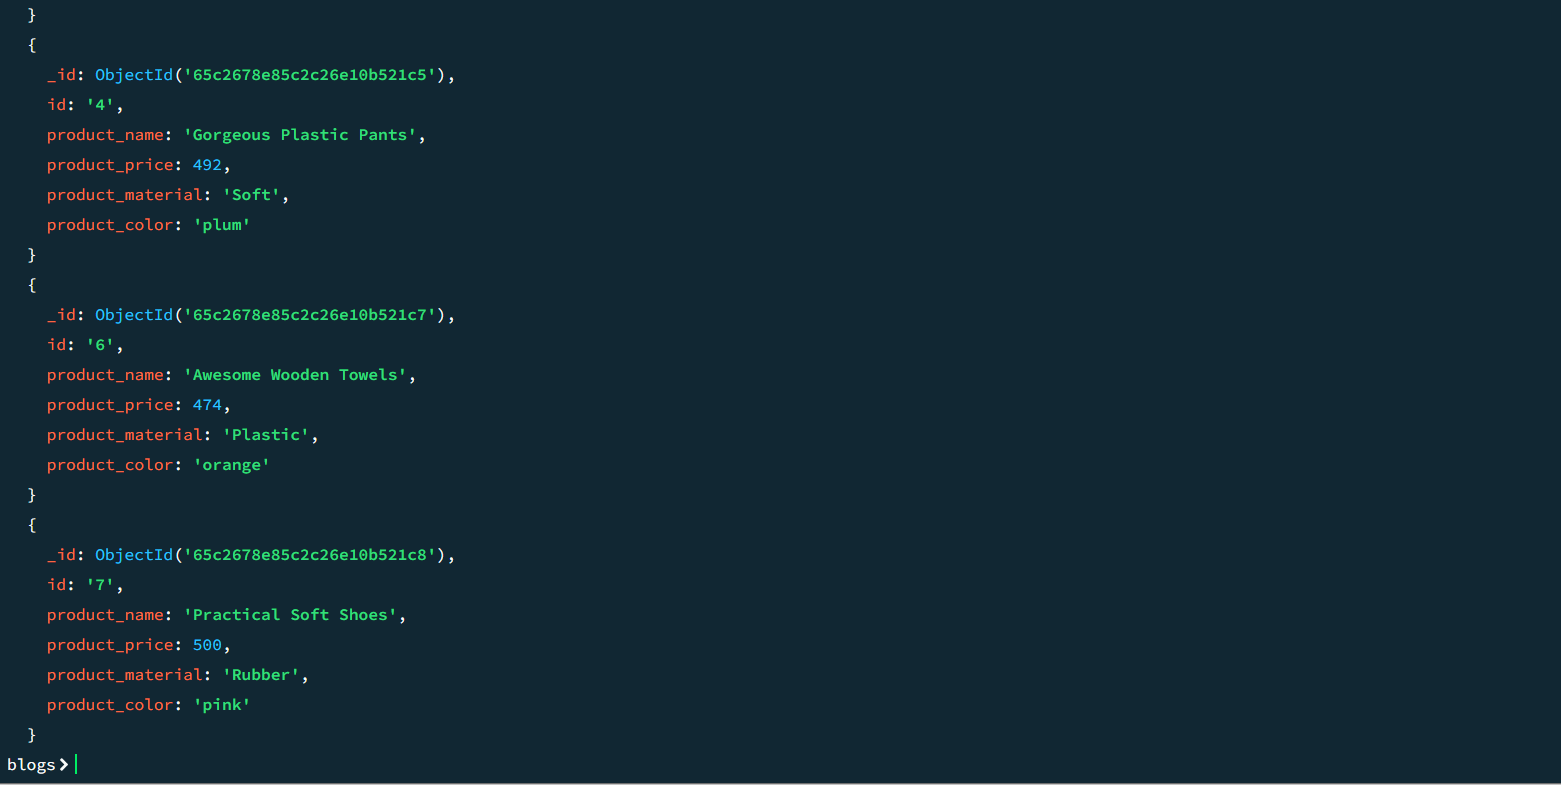 }
{
_id: ObjectId('65c2678e85c2c26e10b521c5'),
id: '4',
product_name: 'Gorgeous Plastic Pants',
product_price: 492,
product_material: 'Soft',
product_color: 'plum'
}
{
_id: ObjectId('65c2678e85c2c26e10b521c7'),
id: '6',
product_name: 'Awesome Wooden Towels',
product_price: 474,
product_material: 'Plastic',
product_color: 'orange'
}
{
_id: ObjectId('65c2678e85c2c26e10b521c8'),
id: '7',
product_name: 'Practical Soft Shoes',
product_price: 500,
product_material: 'Rubber',
product_color: 'pink'
}
blogs>